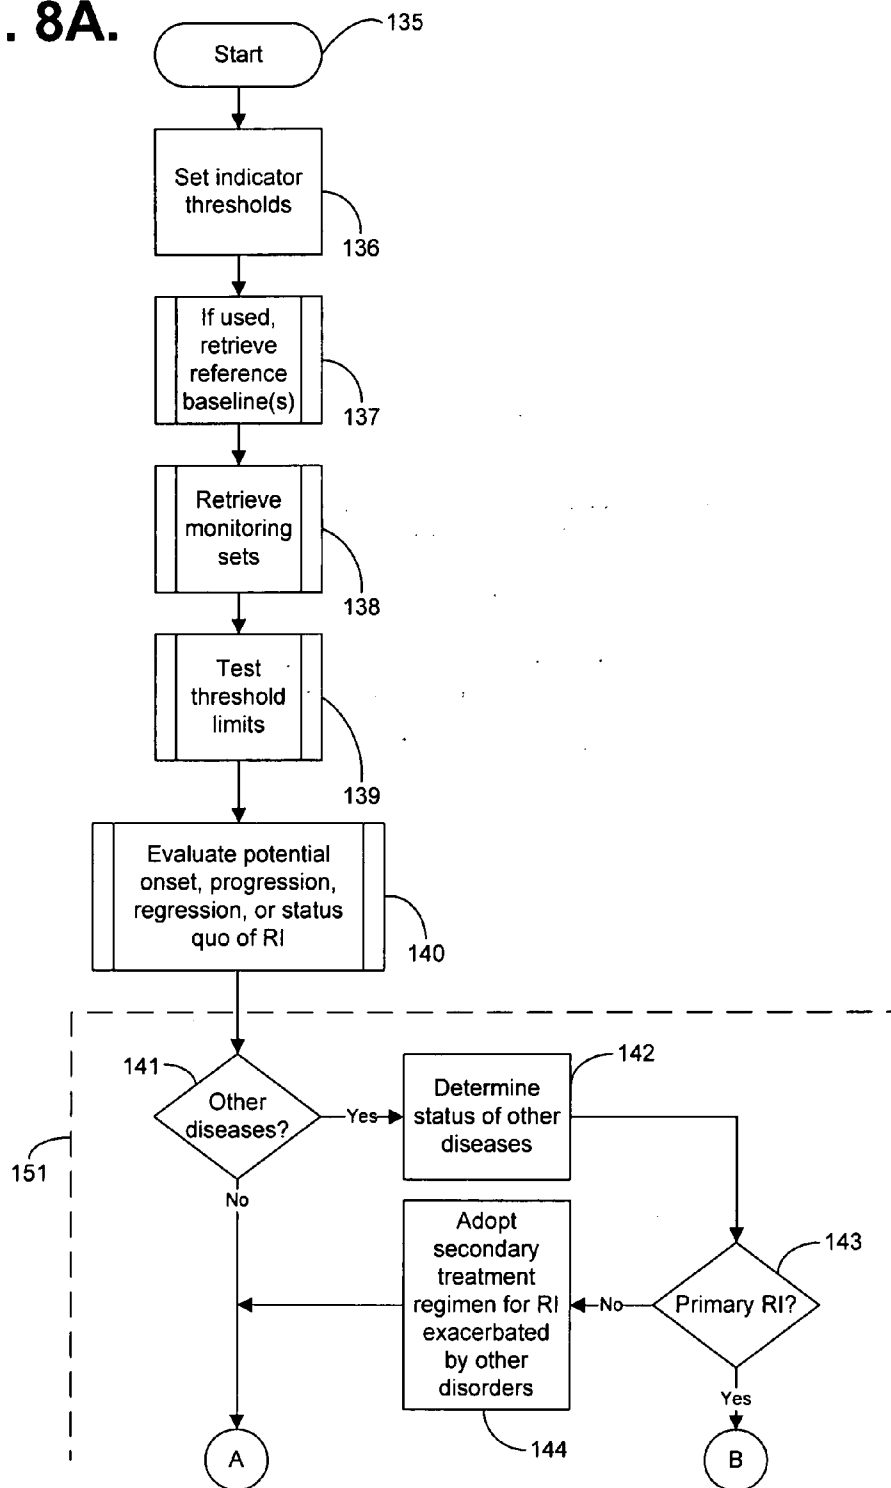 . 8A.
135
Start
Set indicator
thresholds
136
If used,
retrieve
reference
baseline(s)
137
Retrieve
monitoring
sets
138
Test
threshold
limits
139
Evaluate potential
onset, progression,
regression, or status
quo of RI
140
141
Other
diseases?
Yes
142
Determine
status of other
diseases
151
No
Adopt
secondary
treatment
regimen for RI
exacerbated
by other
disorders
144
No
143
Primary RI?
Yes
A
B